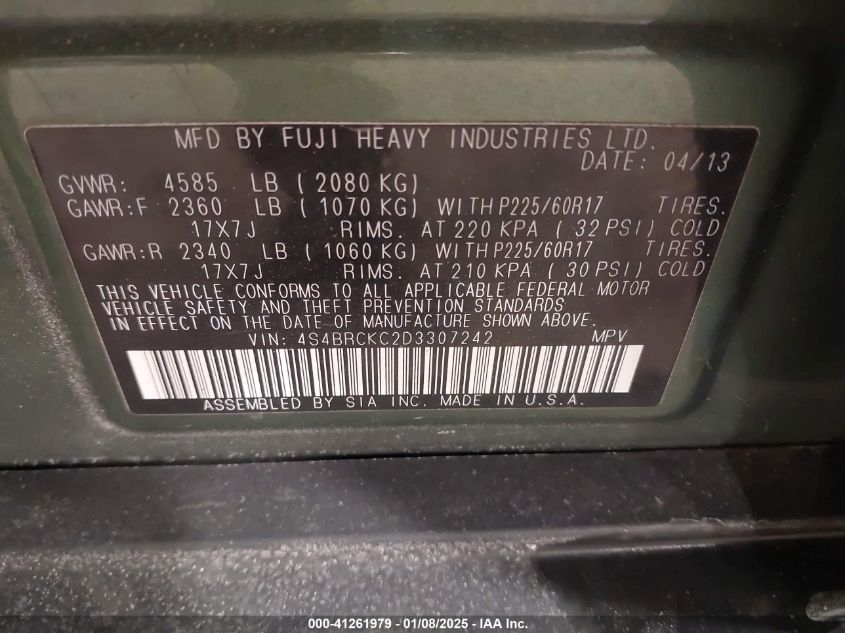 MFD BY FUJI HEAVY INDUSTRIES LTD.
DATE: 04/13
GVWR: 4585 LB ( 2080 KG)
GAWR:F 2360 LB ( 1070 KG) WITH P225/60R17 TIRES.
17X7J RIMS. AT 220 KPA ( 32 PSI) COLD
GAWR:R 2340 LB ( 1060 KG) WITH P225/60R17 TIRES.
17X7J RIMS. AT 210 KPA ( 30 PSI) COLD
THIS VEHICLE CONFORMS TO ALL APPLICABLE FEDERAL MOTOR
VEHICLE SAFETY AND THEFT PREVENTION STANDARDS
IN EFFECT ON THE DATE OF MANUFACTURE SHOWN ABOVE.
VIN: 4S4BRCKC2D3307242 MPV
ASSEMBLED BY SIA INC. MADE IN U.S.A.
000-41261979 — 01/08/2025 — IAA Inc.